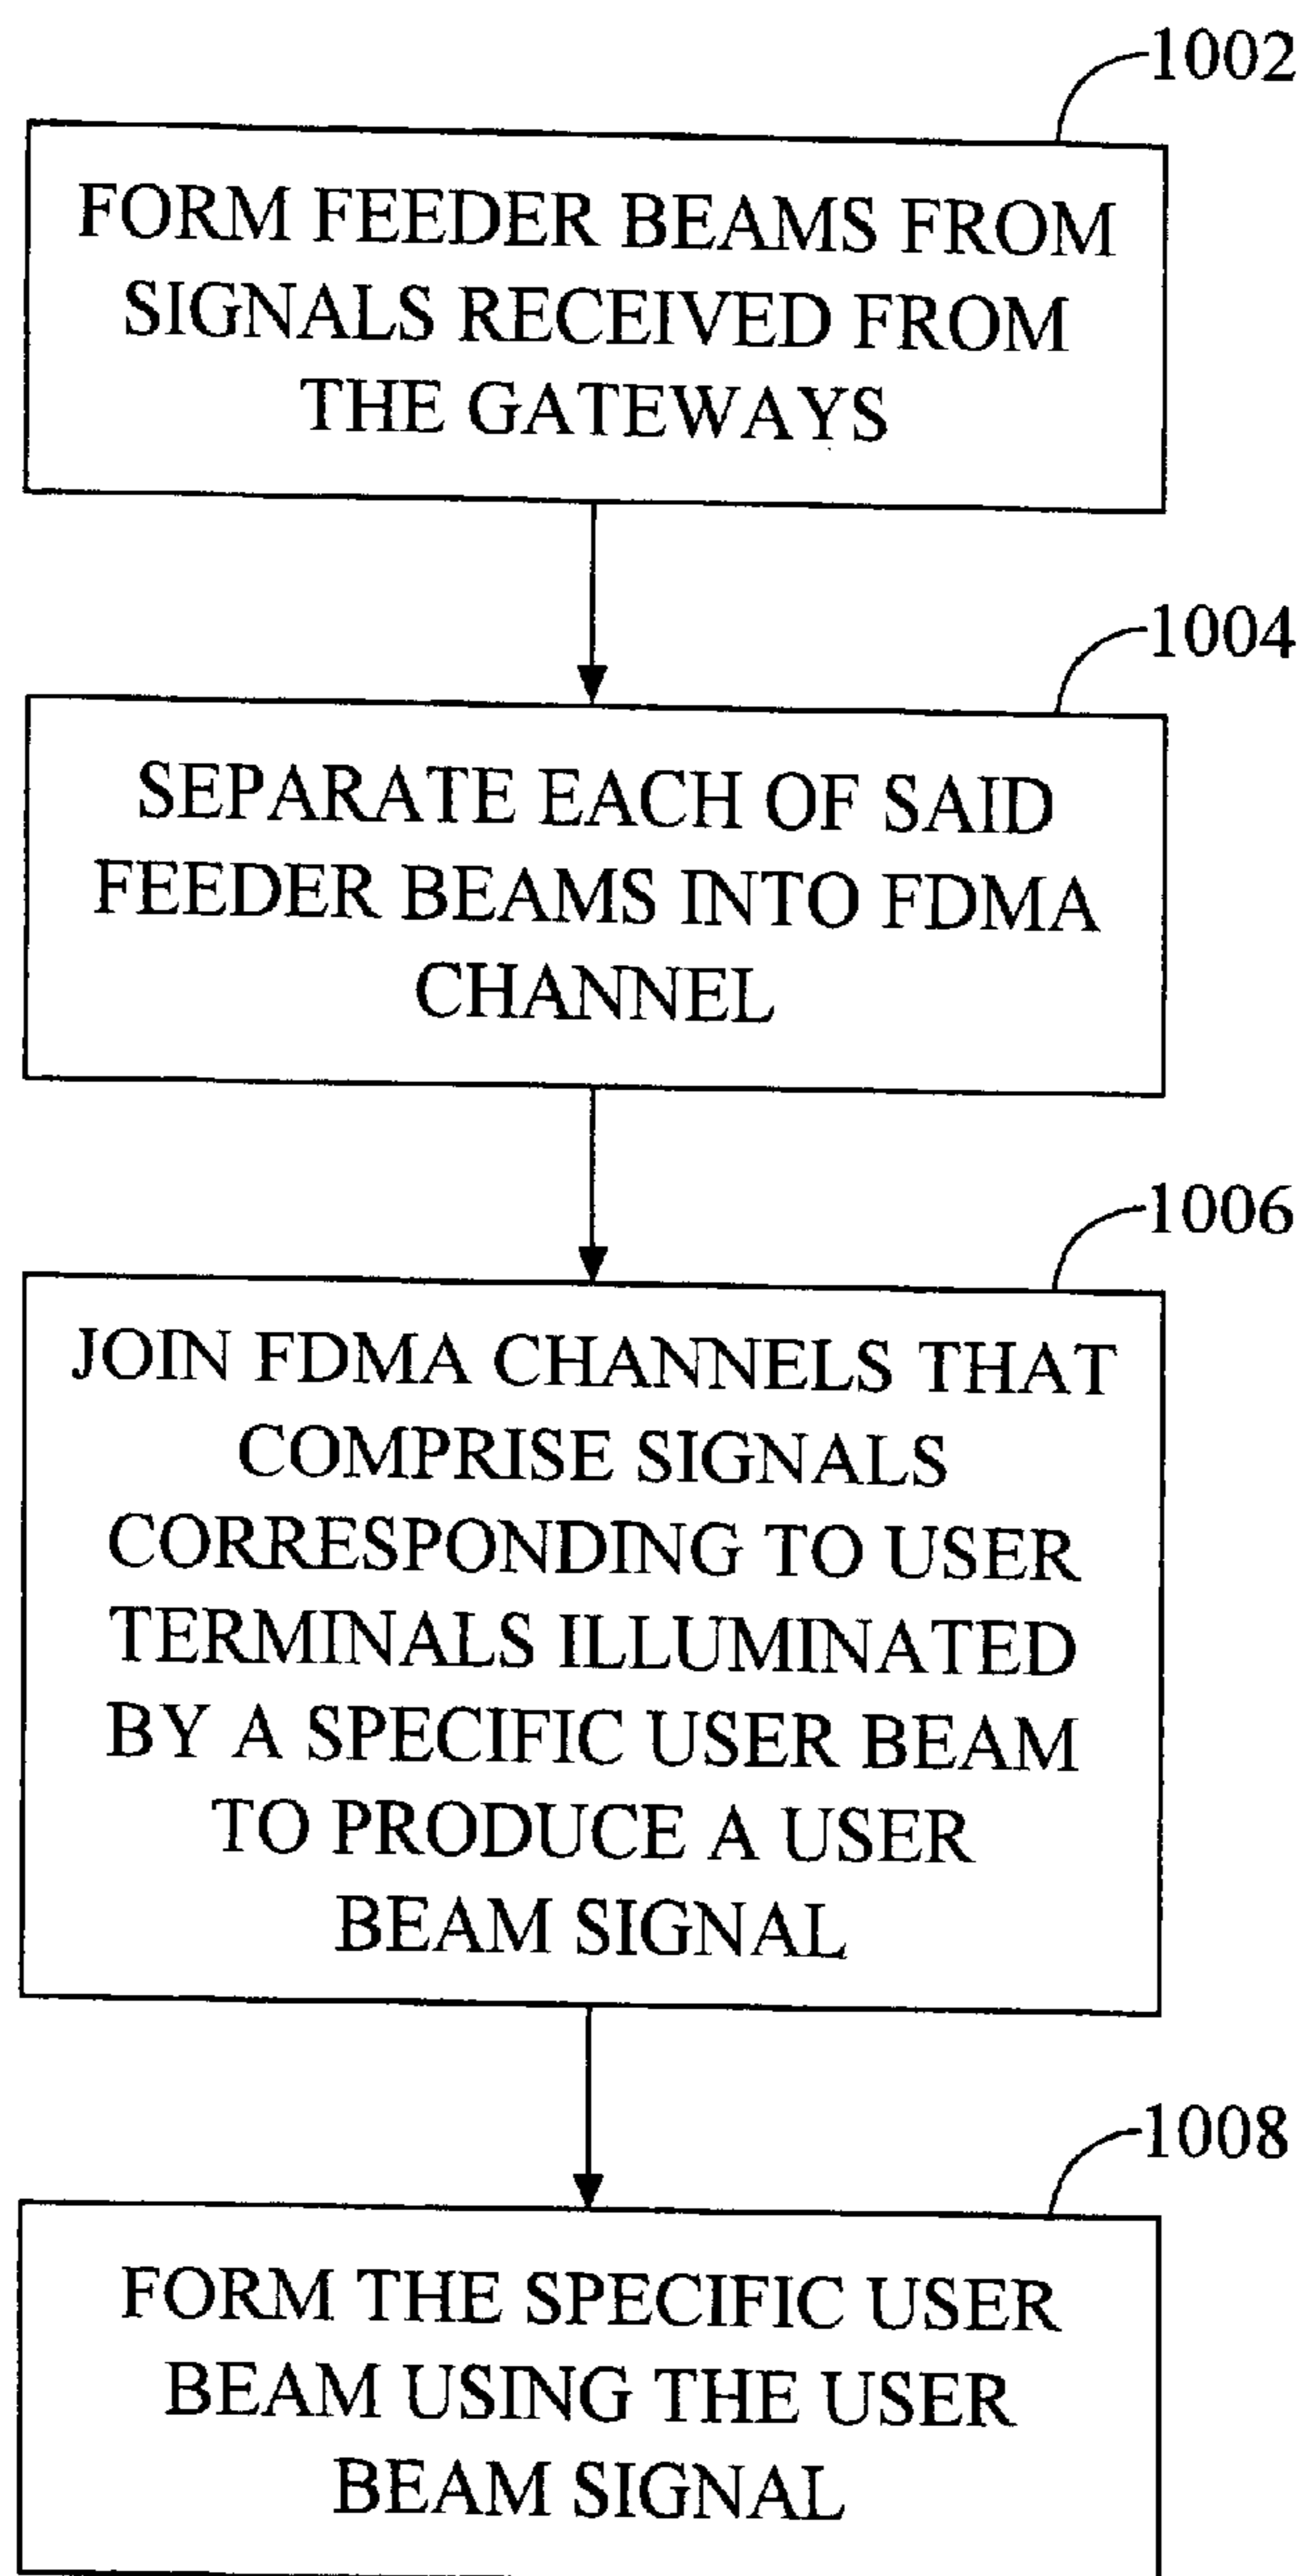 1002
FORM FEEDER BEAMS FROM
SIGNALS RECEIVED FROM
THE GATEWAYS
1004
SEPARATE EACH OF SAID
FEEDER BEAMS INTO FDMA
CHANNEL
1006
JOIN FDMA CHANNELS THAT
COMPRISE SIGNALS
CORRESPONDING TO USER
TERMINALS ILLUMINATED
BY A SPECIFIC USER BEAM
TO PRODUCE A USER
BEAM SIGNAL
1008
FORM THE SPECIFIC USER
BEAM USING THE USER
BEAM SIGNAL